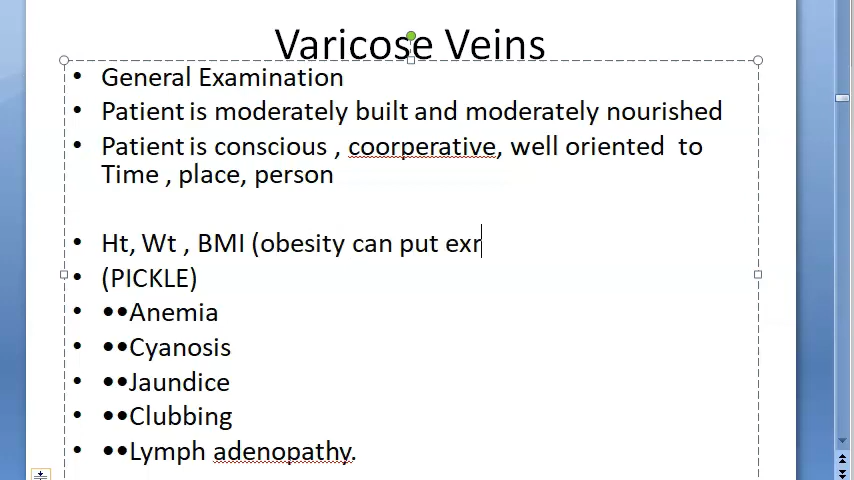 Varicose Veins
• General Examination
• Patient is moderately built and moderately nourished
• Patient is conscious , coorperative, well oriented  to
Time , place, person
• Ht, Wt , BMI (obesity can put exr
• (PICKLE)
• ••Anemia
• ••Cyanosis
• ••Jaundice
• ••Clubbing
• ••Lymph adenopathy.